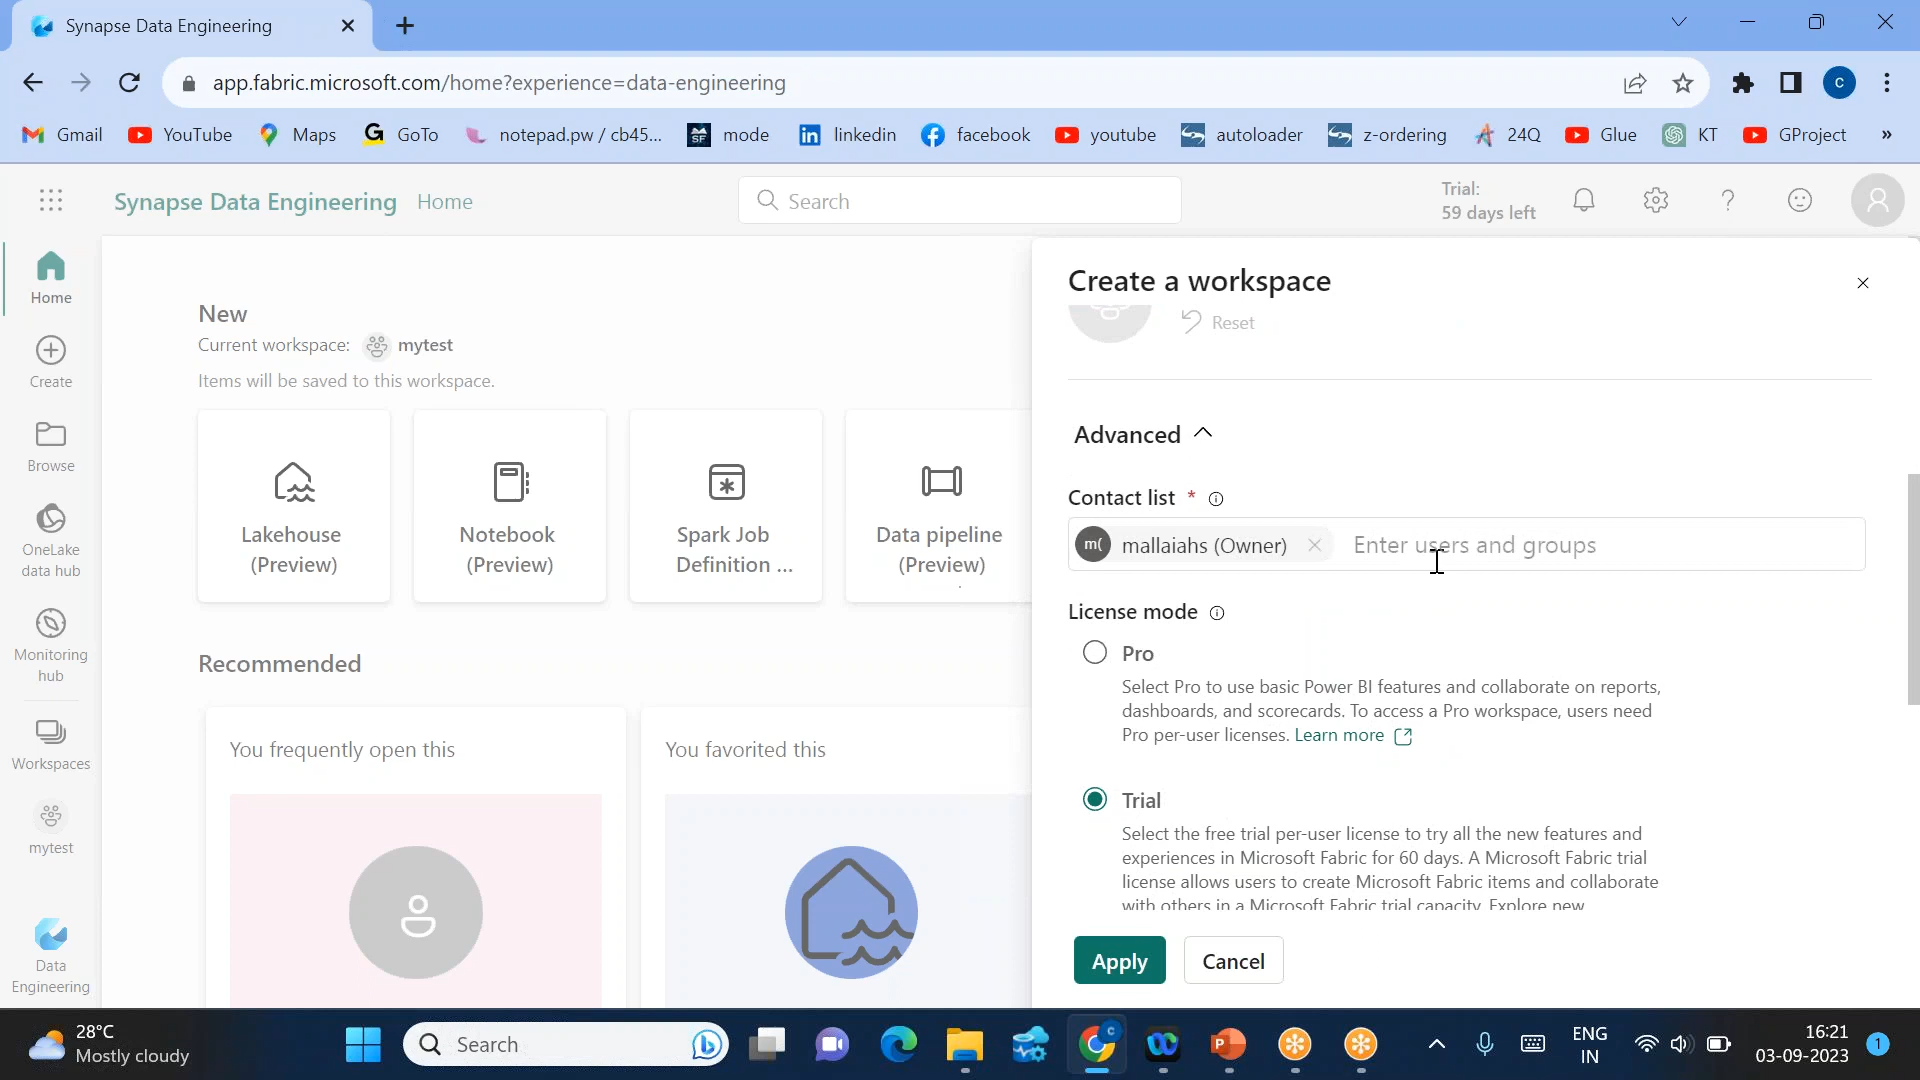 Synapse Data Engineering
app.fabric.microsoft.com/home?experience=data-engineering
C
Gmail YouTube Maps GoTo notepad.pw / cb45... mode linkedin facebook youtube autoloader z-ordering 24Q Glue KT GProject »
Synapse Data Engineering Home
Search
Trial:
59 days left
Home
Create
Browse
OneLake
data hub
Monitoring
hub
Workspaces
mytest
Data
Engineering
New
Current workspace: mytest
Items will be saved to this workspace.
Lakehouse
(Preview)
Notebook
(Preview)
Spark Job
Definition ...
Data pipeline
(Preview)
Recommended
You frequently open this
You favorited this
Create a workspace
Reset
Advanced
Contact list *
m( mallaiahs (Owner) Enter users and groups
License mode
Pro
Select Pro to use basic Power BI features and collaborate on reports,
dashboards, and scorecards. To access a Pro workspace, users need
Pro per-user licenses. Learn more
Trial
Select the free trial per-user license to try all the new features and
experiences in Microsoft Fabric for 60 days. A Microsoft Fabric trial
license allows users to create Microsoft Fabric items and collaborate
with others in a Microsoft Fabric trial capacity. Explore new
Apply Cancel
28°C
Mostly cloudy
Search
ENG
IN
16:21
03-09-2023
1